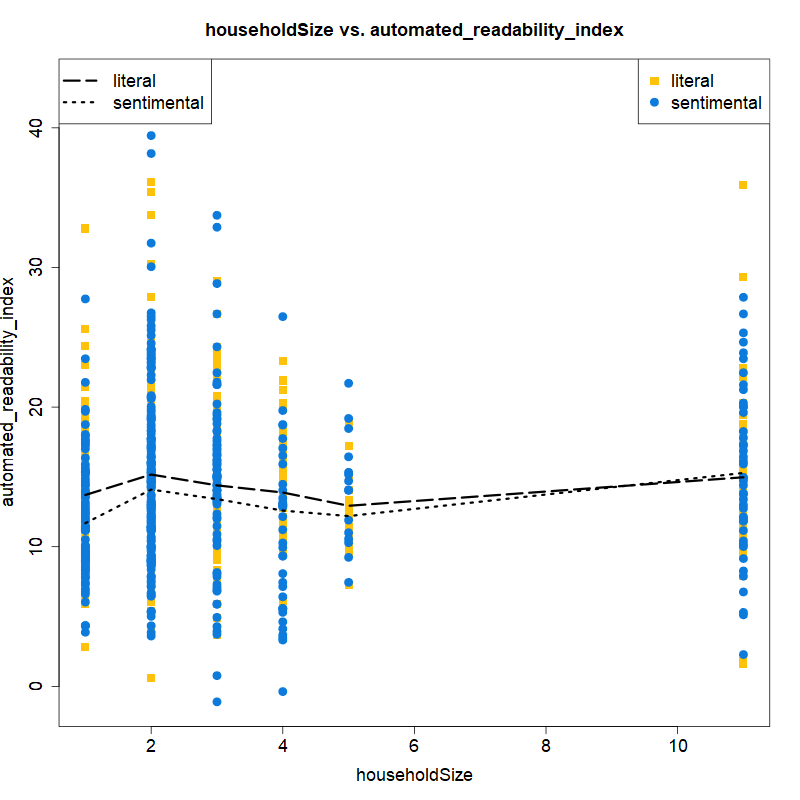 householdSize vs. automated_readability_index
literal
sentimental
literal
sentimental
automated_readability_index
40
30
20
10
0
2 4 6 8 10
householdSize